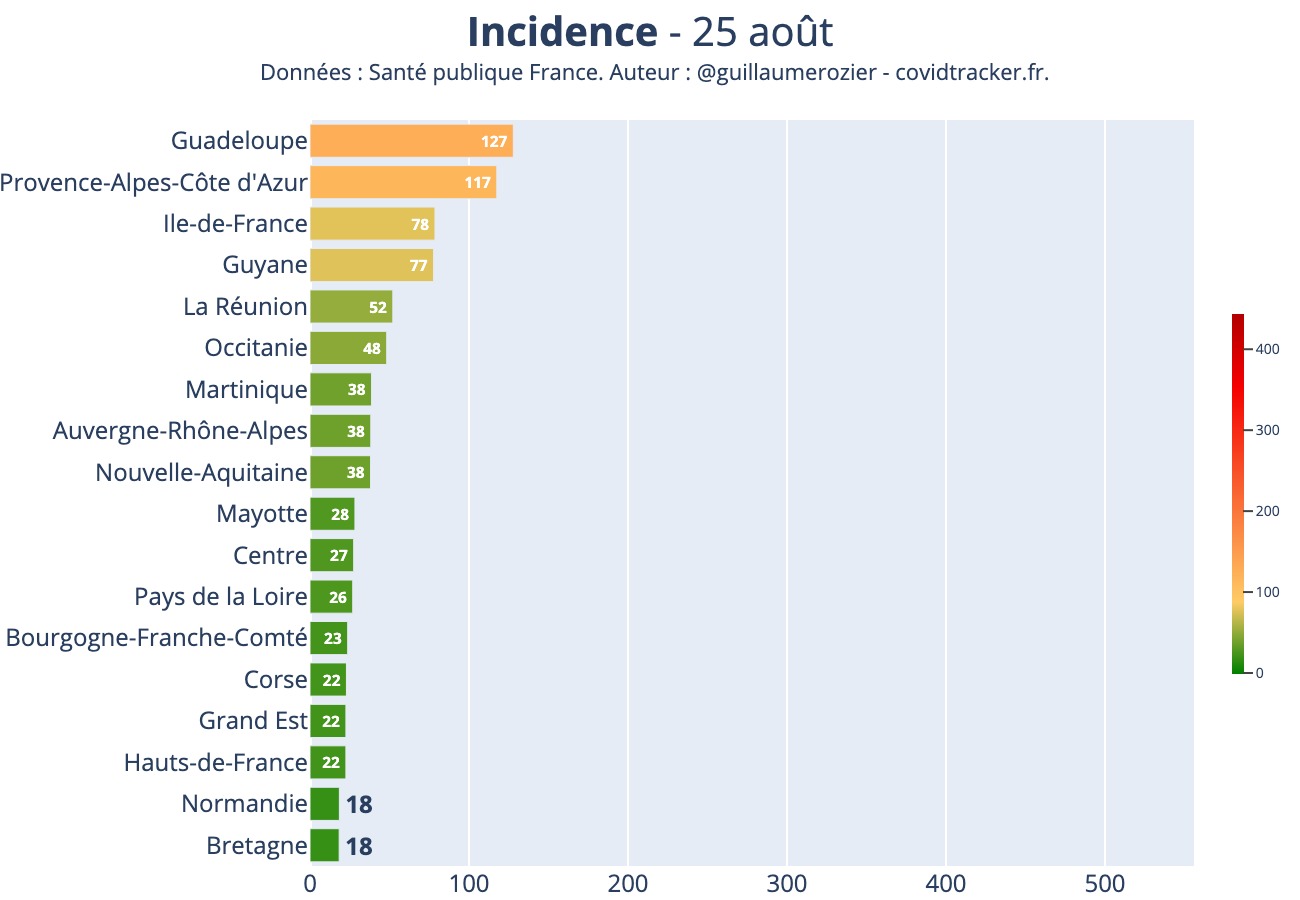 Incidence - 25 août
Données : Santé publique France. Auteur : @guillaumerozier - covidtracker.fr.
Guadeloupe 127
Provence-Alpes-Côte d'Azur 117
Ile-de-France 78
Guyane 77
La Réunion 52
Occitanie 48
Martinique 38
Auvergne-Rhône-Alpes 38
Nouvelle-Aquitaine 38
Mayotte 28
Centre 27
Pays de la Loire 26
Bourgogne-Franche-Comté 23
Corse 22
Grand Est 22
Hauts-de-France 22
Normandie 18
Bretagne 18
0 100 200 300 400 500
400
300
200
100
0